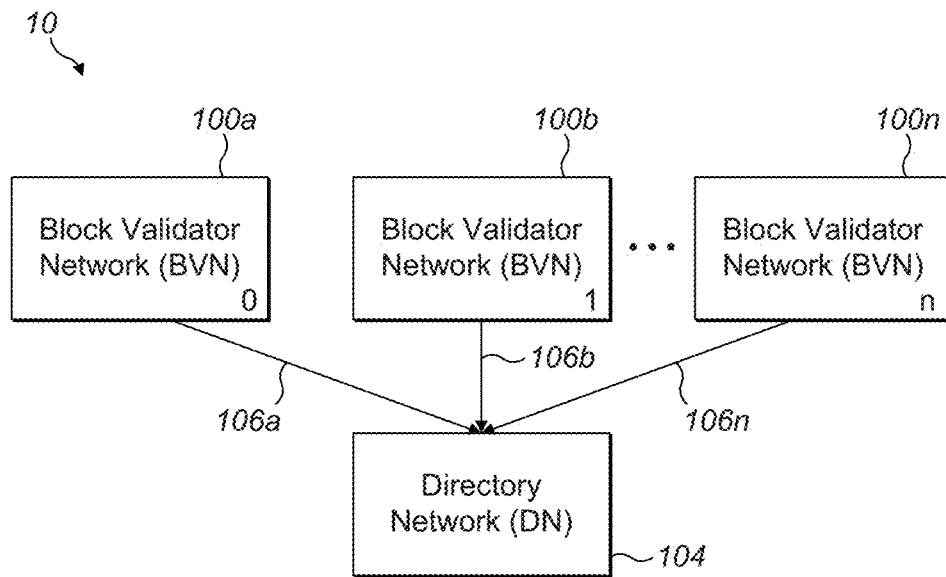 10
100a
100b
100n
Block Validator
Network (BVN)
0
Block Validator
Network (BVN)
1
...
Block Validator
Network (BVN)
n
106a
106b
106n
Directory
Network (DN)
104